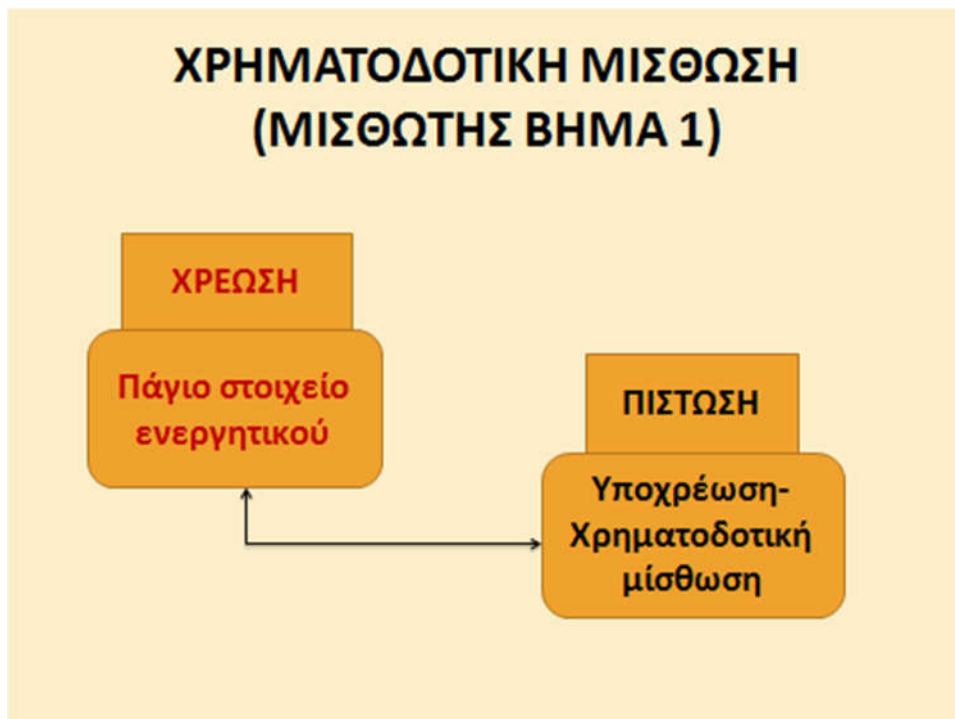 ΧΡΗΜΑΤΟΔΟΤΙΚΗ ΜΙΣΘΩΣΗ
(ΜΙΣΘΩΤΗΣ ΒΗΜΑ 1)
ΧΡΕΩΣΗ
Πάγιο στοιχείο
ενεργητικού
ΠΙΣΤΩΣΗ
Υποχρέωση-
Χρηματοδοτική
μίσθωση